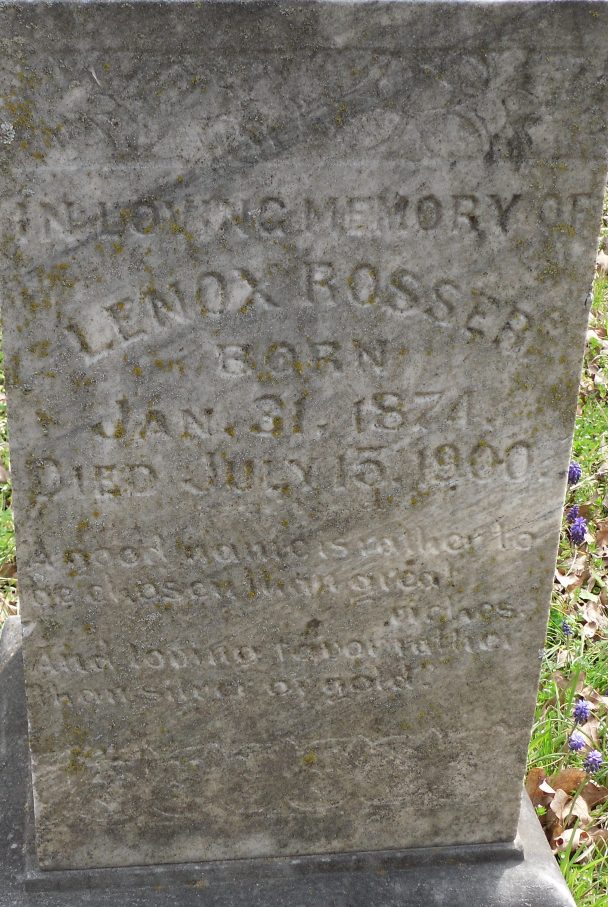 IN LOVING MEMORY OF
LENOX ROSSER
BORN
JAN. 31. 1874.
DIED JULY 15. 1900.
A good name is rather to
be chosen than great
riches.
And loving favor rather
than silver or gold.